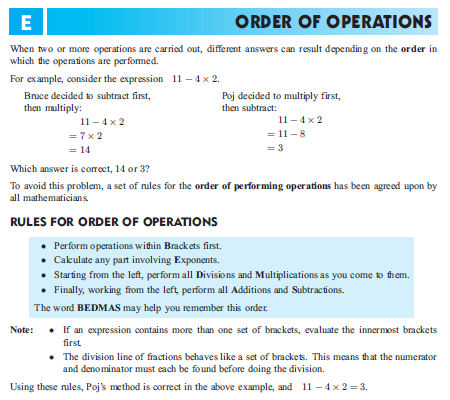 E ORDER OF OPERATIONS
When two or more operations are carried out, different answers can result depending on the order in
which the operations are performed.
For example, consider the expression 11 – 4 × 2.
Bruce decided to subtract first,
then multiply:
11 – 4 × 2
= 7 × 2
= 14
Poj decided to multiply first,
then subtract:
11 – 4 × 2
= 11 – 8
= 3
Which answer is correct, 14 or 3?
To avoid this problem, a set of rules for the order of performing operations has been agreed upon by
all mathematicians.
RULES FOR ORDER OF OPERATIONS
• Perform operations within Brackets first.
• Calculate any part involving Exponents.
• Starting from the left, perform all Divisions and Multiplications as you come to them.
• Finally, working from the left, perform all Additions and Subtractions.
The word BEDMAS may help you remember this order.
Note: • If an expression contains more than one set of brackets, evaluate the innermost brackets
first.
• The division line of fractions behaves like a set of brackets. This means that the numerator
and denominator must each be found before doing the division.
Using these rules, Poj's method is correct in the above example, and 11 – 4 × 2 = 3.